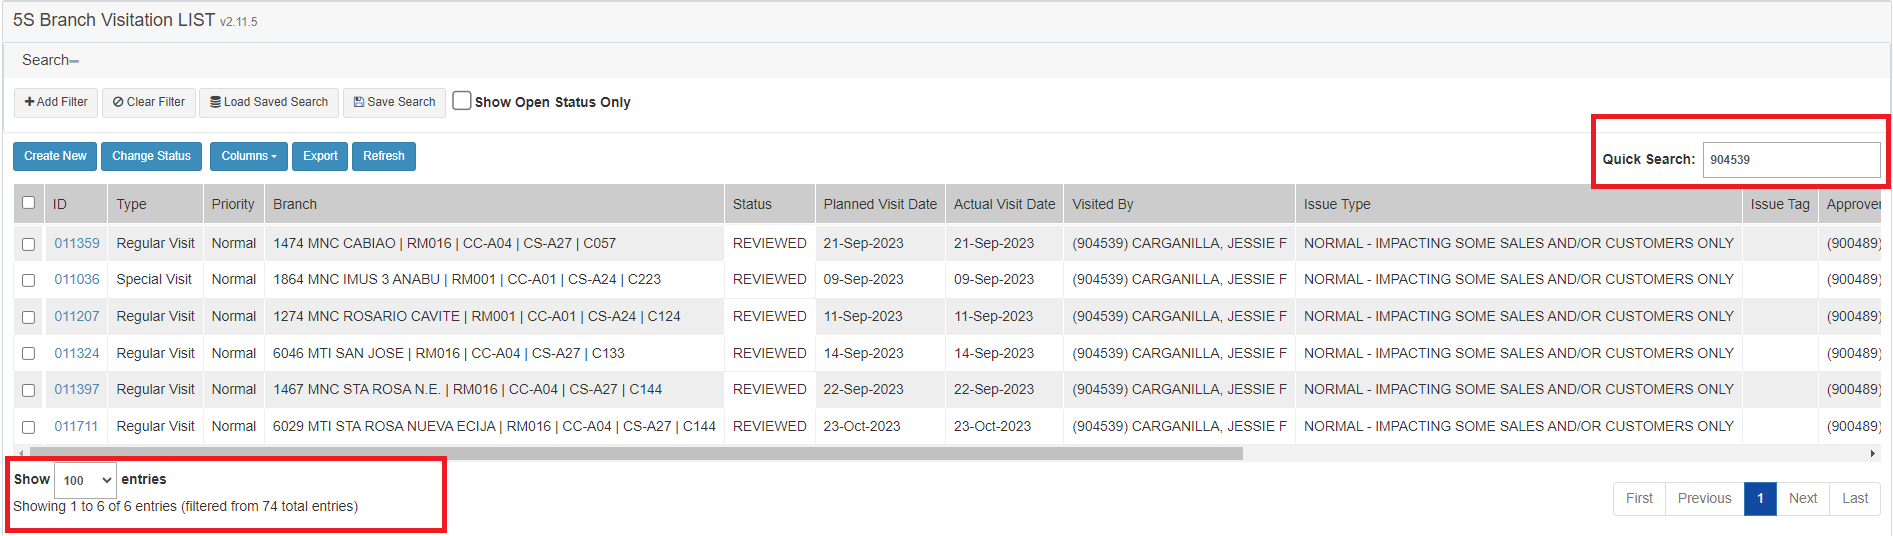 5S Branch Visitation LIST v2.11.5
Search
Add Filter Clear Filter Load Saved Search Save Search Show Open Status Only
Create New Change Status Columns Export Refresh Quick Search: 904539
ID Type Priority Branch Status Planned Visit Date Actual Visit Date Visited By Issue Type Issue Tag Approver
011359 Regular Visit Normal 1474 MNC CABIAO | RM016 | CC-A04 | CS-A27 | C057 REVIEWED 21-Sep-2023 21-Sep-2023 (904539) CARGANILLA, JESSIE F NORMAL - IMPACTING SOME SALES AND/OR CUSTOMERS ONLY (900489)
011036 Special Visit Normal 1864 MNC IMUS 3 ANABU | RM001 | CC-A01 | CS-A24 | C223 REVIEWED 09-Sep-2023 09-Sep-2023 (904539) CARGANILLA, JESSIE F NORMAL - IMPACTING SOME SALES AND/OR CUSTOMERS ONLY (900489)
011207 Regular Visit Normal 1274 MNC ROSARIO CAVITE | RM001 | CC-A01 | CS-A24 | C124 REVIEWED 11-Sep-2023 11-Sep-2023 (904539) CARGANILLA, JESSIE F NORMAL - IMPACTING SOME SALES AND/OR CUSTOMERS ONLY (900489)
011324 Regular Visit Normal 6046 MTI SAN JOSE | RM016 | CC-A04 | CS-A27 | C133 REVIEWED 14-Sep-2023 14-Sep-2023 (904539) CARGANILLA, JESSIE F NORMAL - IMPACTING SOME SALES AND/OR CUSTOMERS ONLY (900489)
011397 Regular Visit Normal 1467 MNC STA ROSA N.E. | RM016 | CC-A04 | CS-A27 | C144 REVIEWED 22-Sep-2023 22-Sep-2023 (904539) CARGANILLA, JESSIE F NORMAL - IMPACTING SOME SALES AND/OR CUSTOMERS ONLY (900489)
011711 Regular Visit Normal 6029 MTI STA ROSA NUEVA ECIJA | RM016 | CC-A04 | CS-A27 | C144 REVIEWED 23-Oct-2023 23-Oct-2023 (904539) CARGANILLA, JESSIE F NORMAL - IMPACTING SOME SALES AND/OR CUSTOMERS ONLY (900489)
Show 100 entries
Showing 1 to 6 of 6 entries (filtered from 74 total entries)
First Previous 1 Next Last